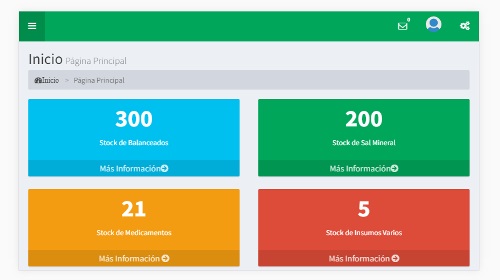 Inicio Página Principal
Inicio > Página Principal
300
Stock de Balanceados
Más Información
200
Stock de Sal Mineral
Más Información
21
Stock de Medicamentos
Más Información
5
Stock de Insumos Varios
Más Información